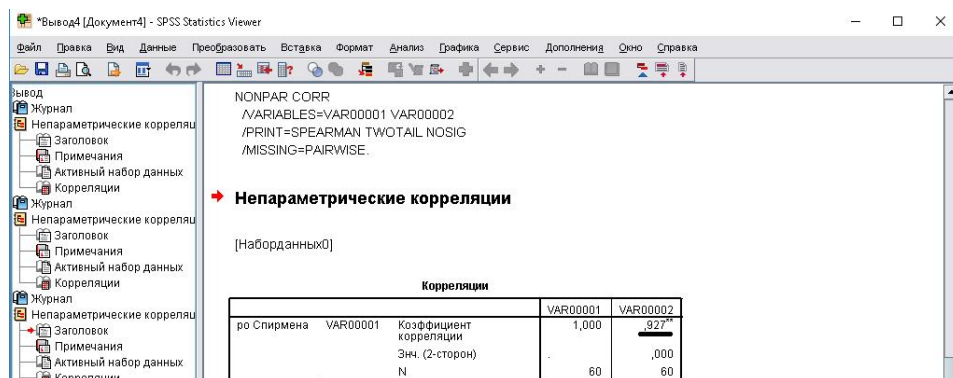 *Вывод4 [Документ4] - SPSS Statistics Viewer
Файл Правка Вид Данные Преобразовать Вставка Формат Анализ Графика Сервис Дополнения Окно Справка
Вывод
Журнал
Непараметрические корреляц
Заголовок
Примечания
Активный набор данных
Корреляции
Журнал
Непараметрические корреляц
Заголовок
Примечания
Активный набор данных
Корреляции
Журнал
Непараметрические корреляц
Заголовок
Примечания
Активный набор данных
Корреляции
NONPAR CORR
/VARIABLES=VAR00001 VAR00002
/PRINT=SPEARMAN TWOTAIL NOSIG
/MISSING=PAIRWISE.
Непараметрические корреляции
[Наборданных0]
Корреляции
VAR00001 VAR00002
ро Спирмена VAR00001 Коэффициент корреляции 1,000 ,927**
Знч. (2-сторон) . ,000
N 60 60